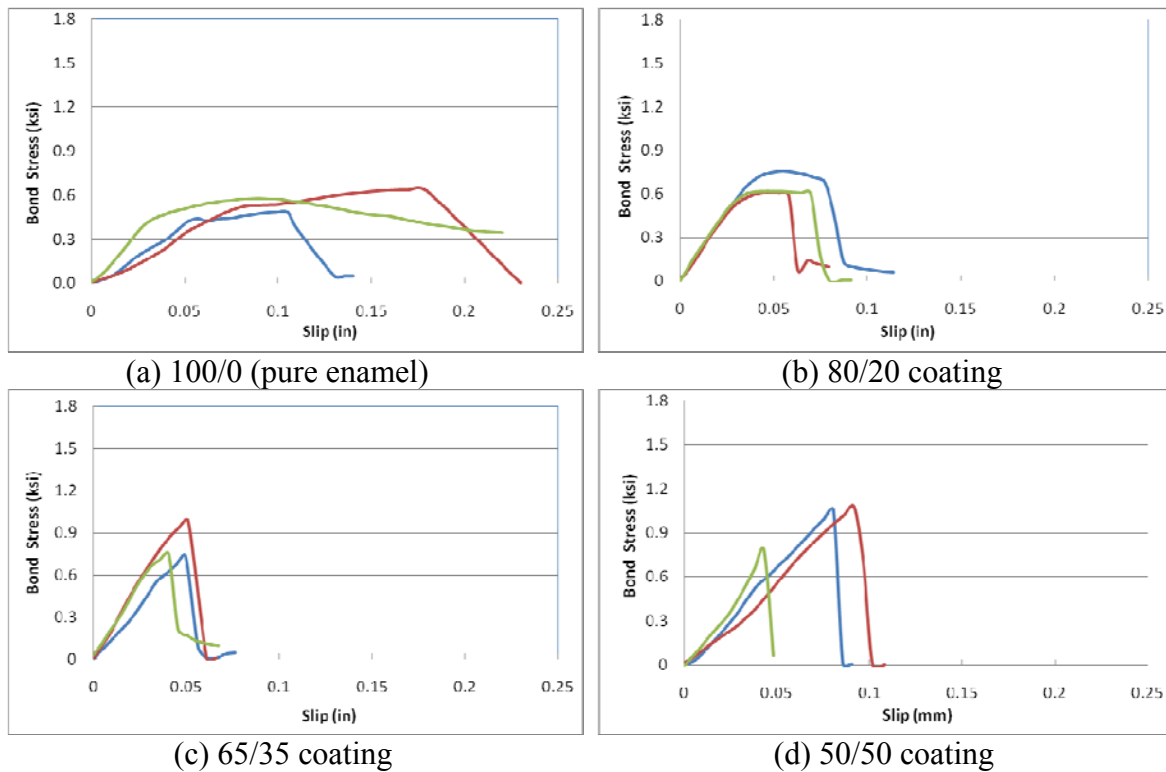 1.8
1.5
1.2
0.9
0.6
0.3
0.0
Bond Stress (ksi)
0 0.05 0.1 0.15 0.2 0.25
Slip (in)
(a) 100/0 (pure enamel)
1.8
1.5
1.2
0.9
0.6
0.3
0
Bond Stress (ksi)
0 0.05 0.1 0.15 0.2 0.25
Slip (in)
(b) 80/20 coating
1.8
1.5
1.2
0.9
0.6
0.3
0
Bond Stress (ksi)
0 0.05 0.1 0.15 0.2 0.25
Slip (in)
(c) 65/35 coating
1.8
1.5
1.2
0.9
0.6
0.3
0
Bond Stress (ksi)
0 0.05 0.1 0.15 0.2 0.25
Slip (mm)
(d) 50/50 coating